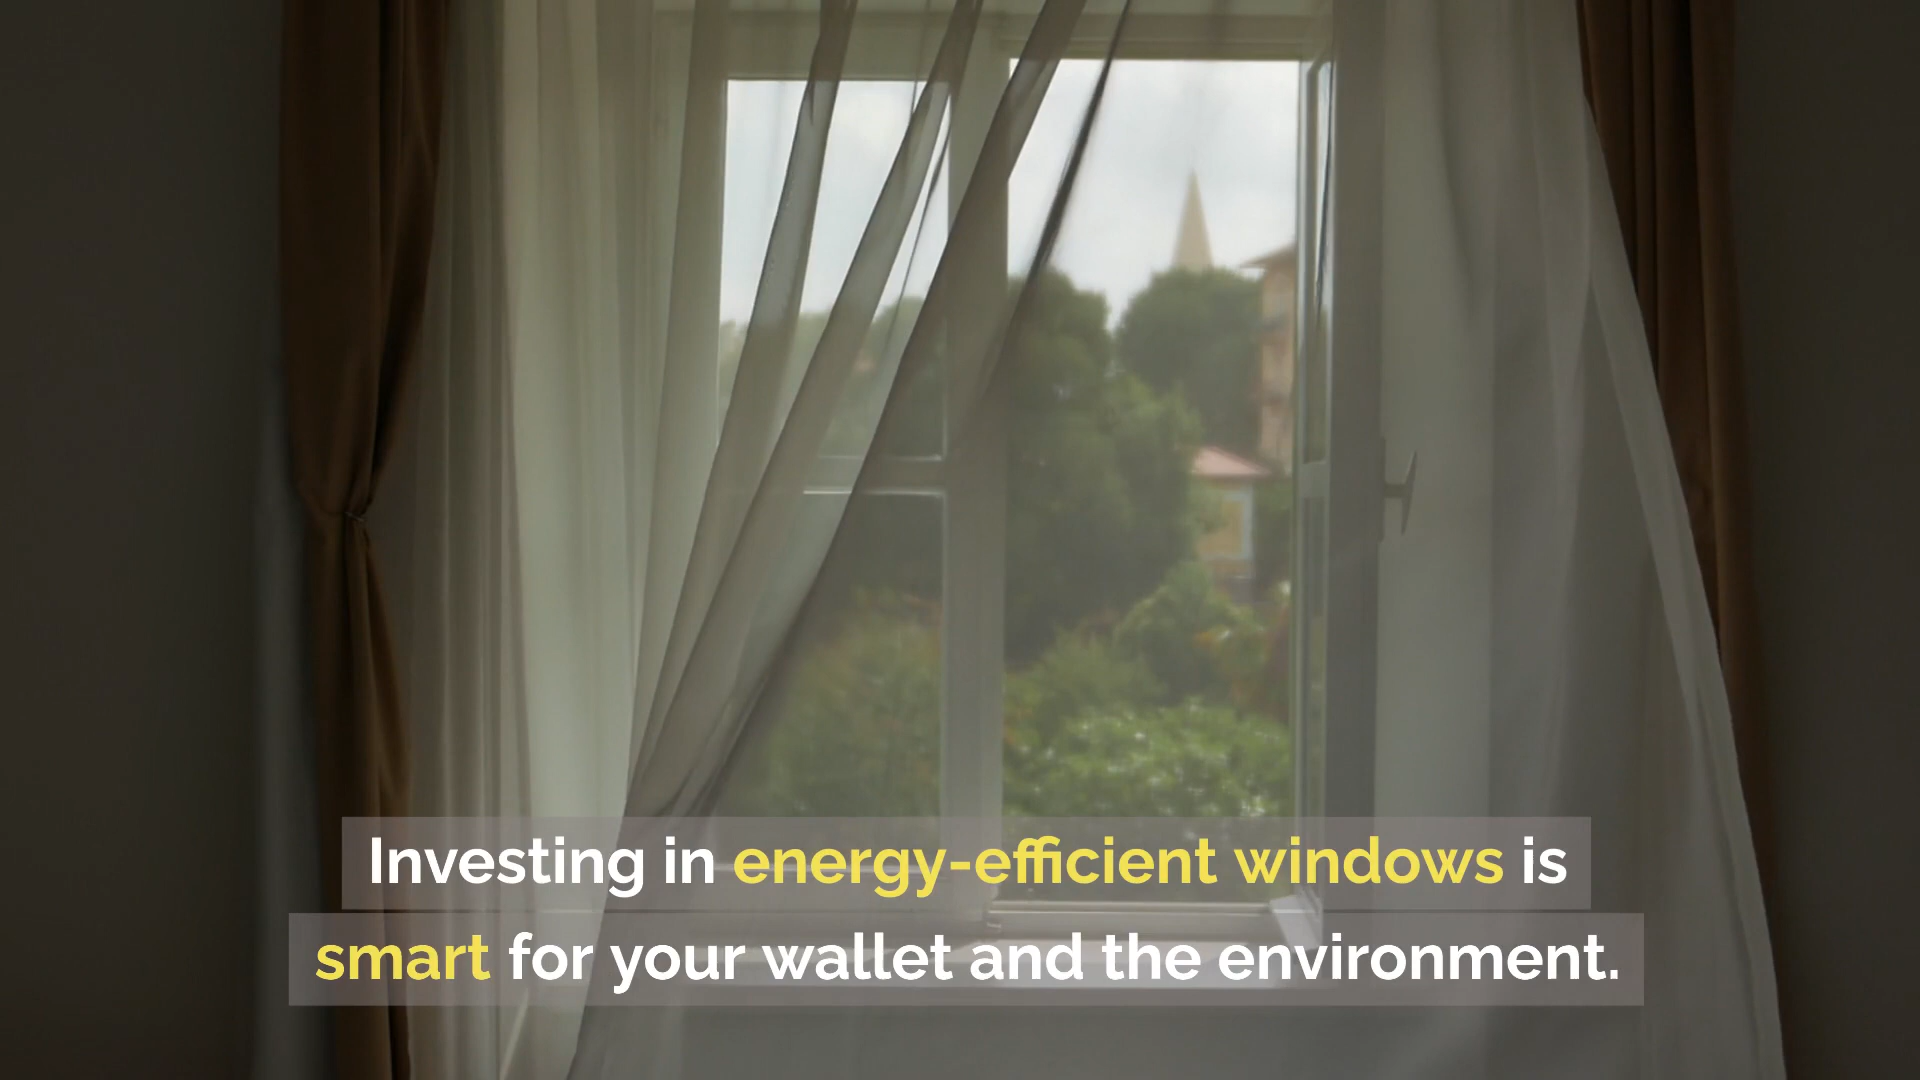 Investing in energy-efficient windows is
smart for your wallet and the environment.